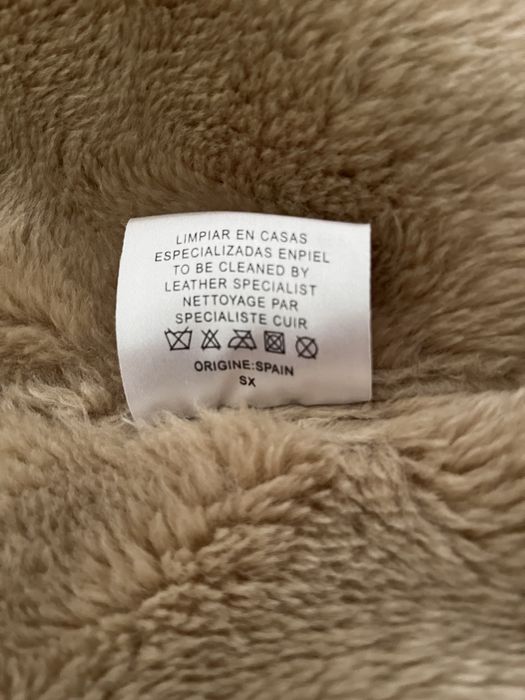 LIMPIAR EN CASAS
ESPECIALIZADAS ENPIEL
TO BE CLEANED BY
LEATHER SPECIALIST
NETTOYAGE PAR
SPECIALISTE CUIR
ORIGINE:SPAIN
SX